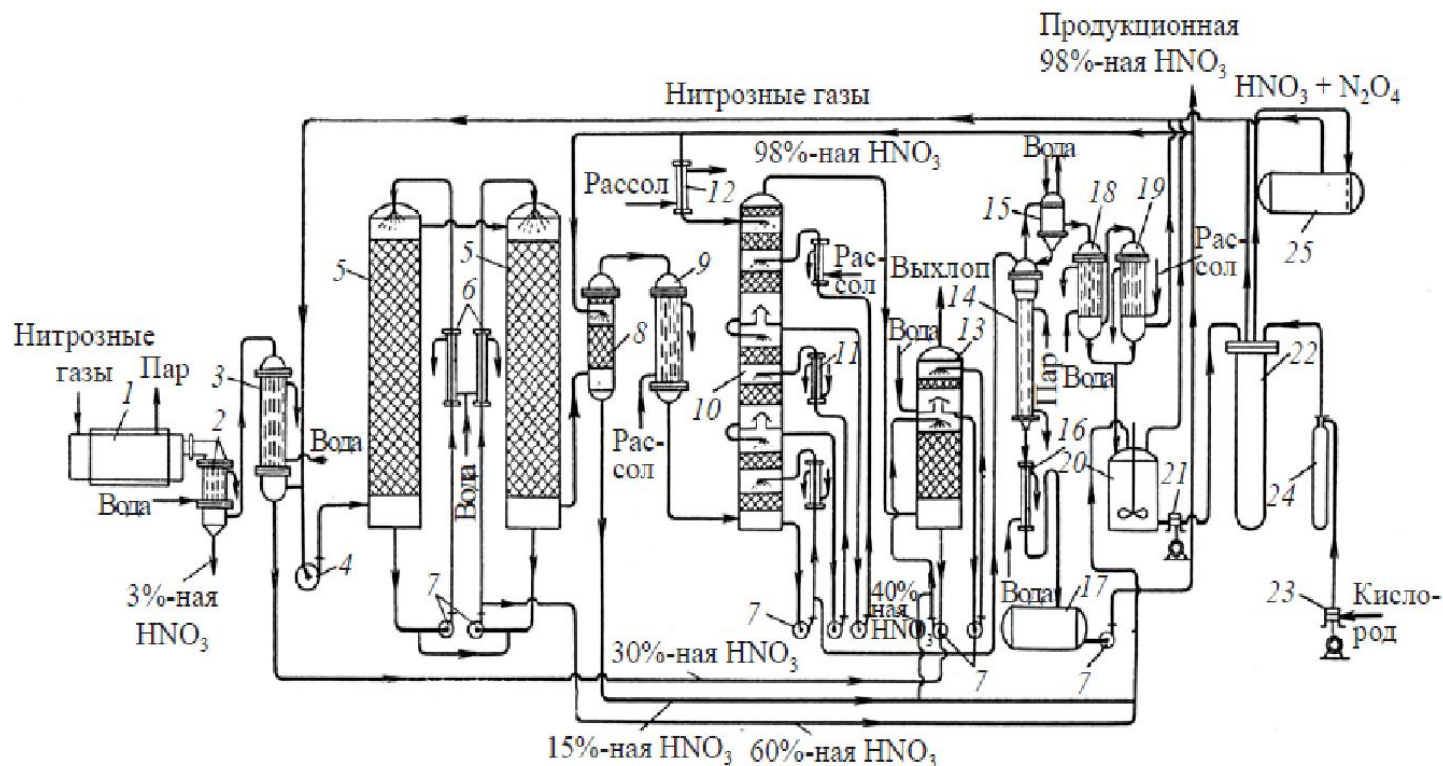 Продукционная
98%-ная HNO₃
HNO₃ + N₂O₄
Нитрозные газы
98%-ная HNO₃
Вода
Рассол
12
15
18
19
25
5
5
6
9
Рас-
сол
Выхлоп
Рас-
сол
14
13
Вода
8
Нитрозные
газы
Пар
1
3
2
11
10
Пар
22
Вода
Вода
Рас-
сол
Вода
Вода
16
20
21
24
4
3%-ная
HNO₃
7
7
40%
ная
HNO₃
Вода
17
23
Кисло-
род
30%-ная HNO₃
7
7
15%-ная HNO₃
60%-ная HNO₃